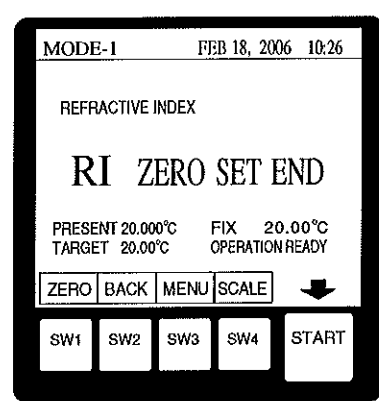 MODE-1 FEB 18, 2006 10:26
REFRACTIVE INDEX
RI ZERO SET END
PRESENT 20.000°C FIX 20.00°C
TARGET 20.00°C OPERATION READY
ZERO BACK MENU SCALE
SW1 SW2 SW3 SW4 START